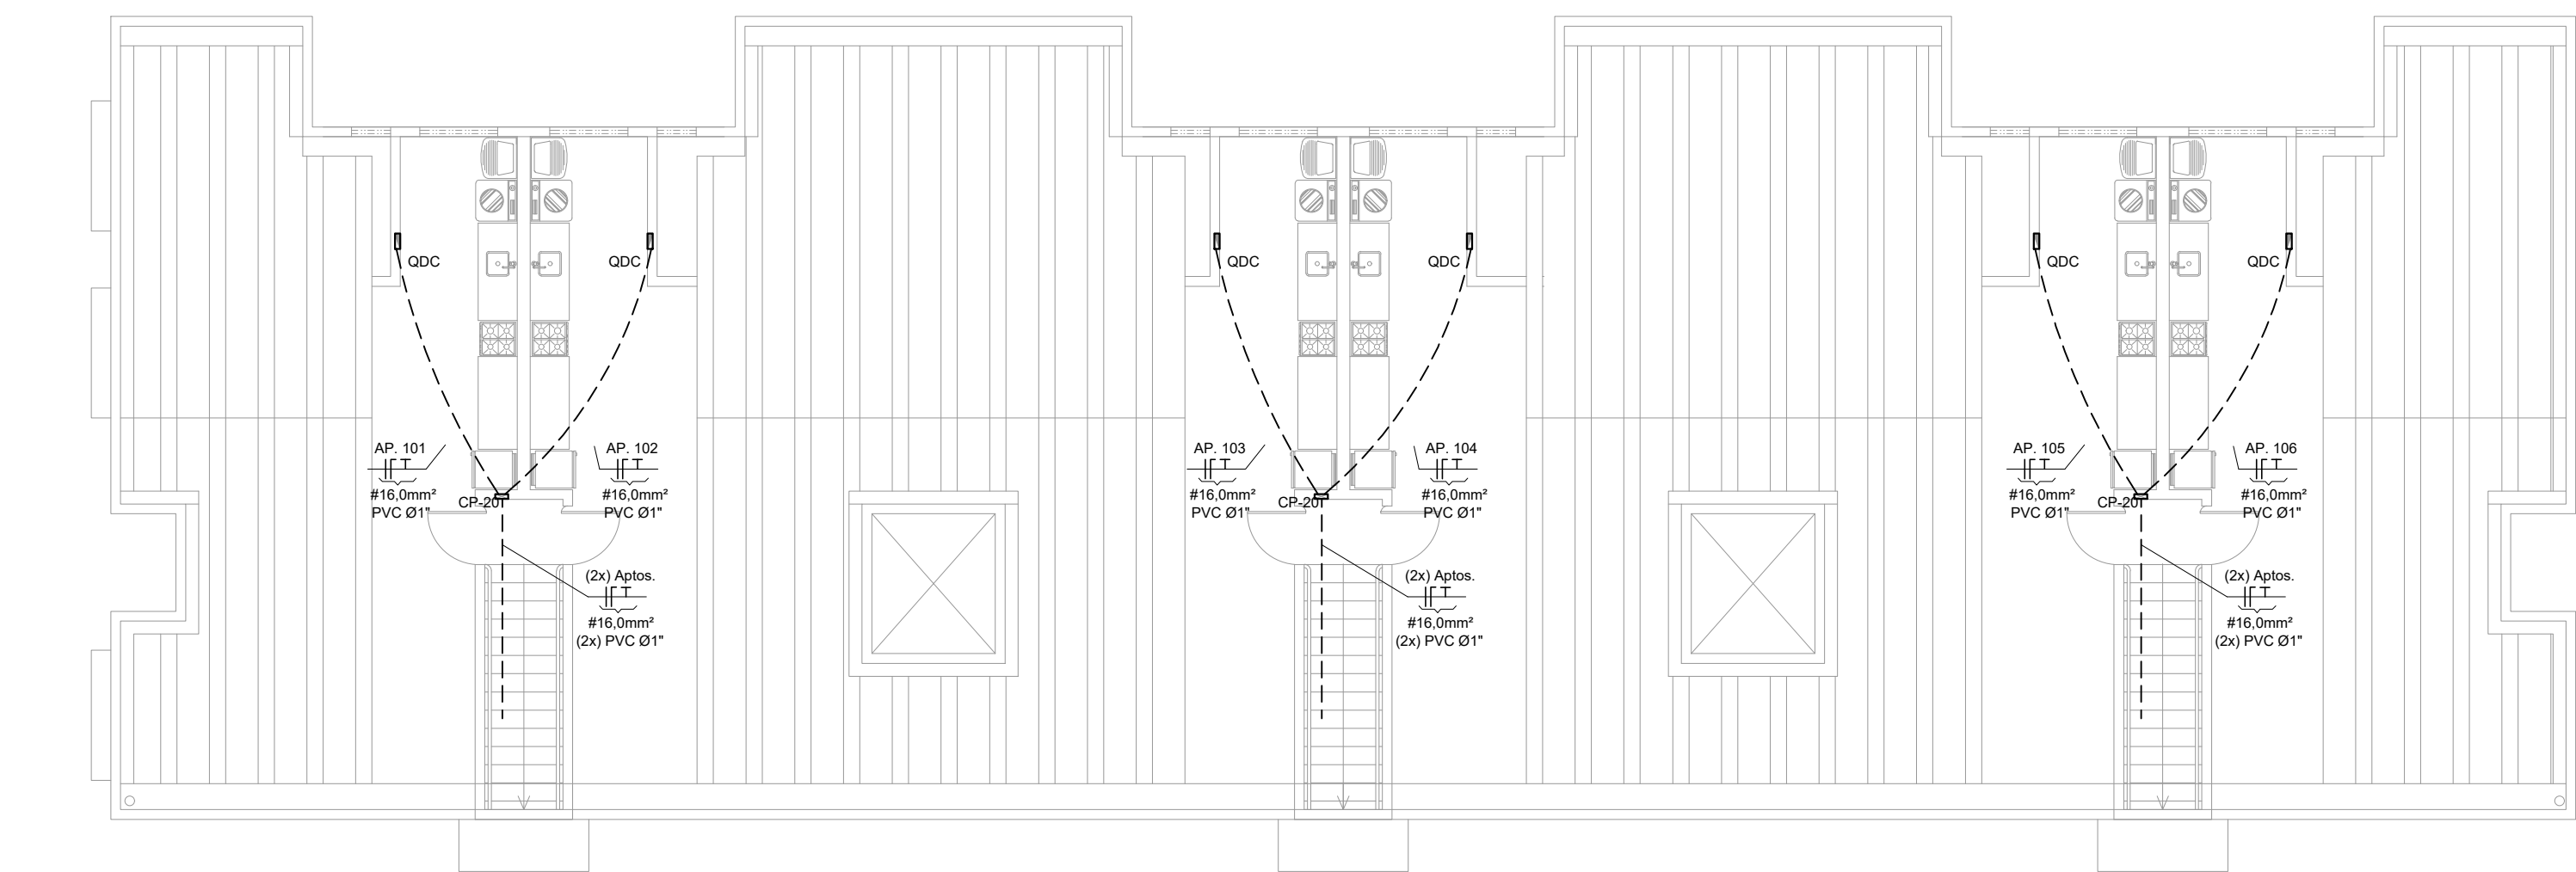 QDC
QDC
QDC
QDC
QDC
QDC
AP. 101
#16,0mm²
PVC Ø1"
CP-201
AP. 102
#16,0mm²
PVC Ø1"
AP. 103
#16,0mm²
PVC Ø1"
CP-201
AP. 104
#16,0mm²
PVC Ø1"
AP. 105
#16,0mm²
PVC Ø1"
CP-201
AP. 106
#16,0mm²
PVC Ø1"
(2x) Aptos.
#16,0mm²
(2x) PVC Ø1"
(2x) Aptos.
#16,0mm²
(2x) PVC Ø1"
(2x) Aptos.
#16,0mm²
(2x) PVC Ø1"